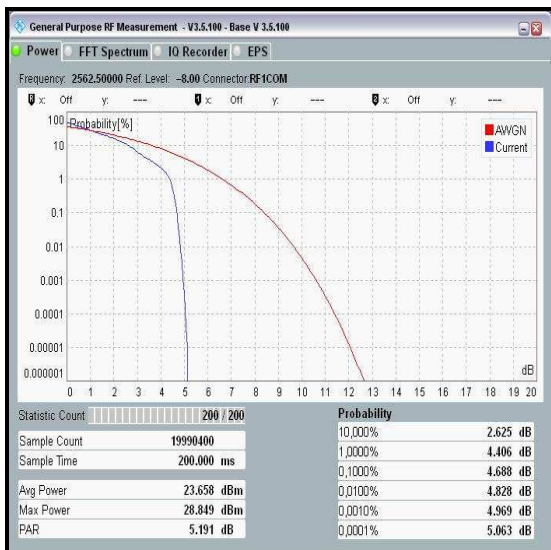 General Purpose RF Measurement - V3.5.100 - Base V 3.5.100
Power FFT Spectrum IQ Recorder EPS
Frequency: 2562.50000 Ref. Level: -8.00 Connector:RF1COM
x: Off y: --- 1 x: Off y: --- 2 x: Off y: ---
Probability[%]
AWGN
Current
100
10
1
0.1
0.01
0.001
0.00001
0.000001
dB
0 1 2 3 4 5 6 7 8 9 10 11 12 13 14 15 16 17 18 19 20
Statistic Count 200 / 200
Sample Count 19990400
Sample Time 200.000 ms
Avg Power 23.658 dBm
Max Power 28.849 dBm
PAR 5.191 dB
Probability
10,000% 2.625 dB
1,0000% 4.406 dB
0,1000% 4.688 dB
0,0100% 4.828 dB
0,0010% 4.969 dB
0,0001% 5.063 dB